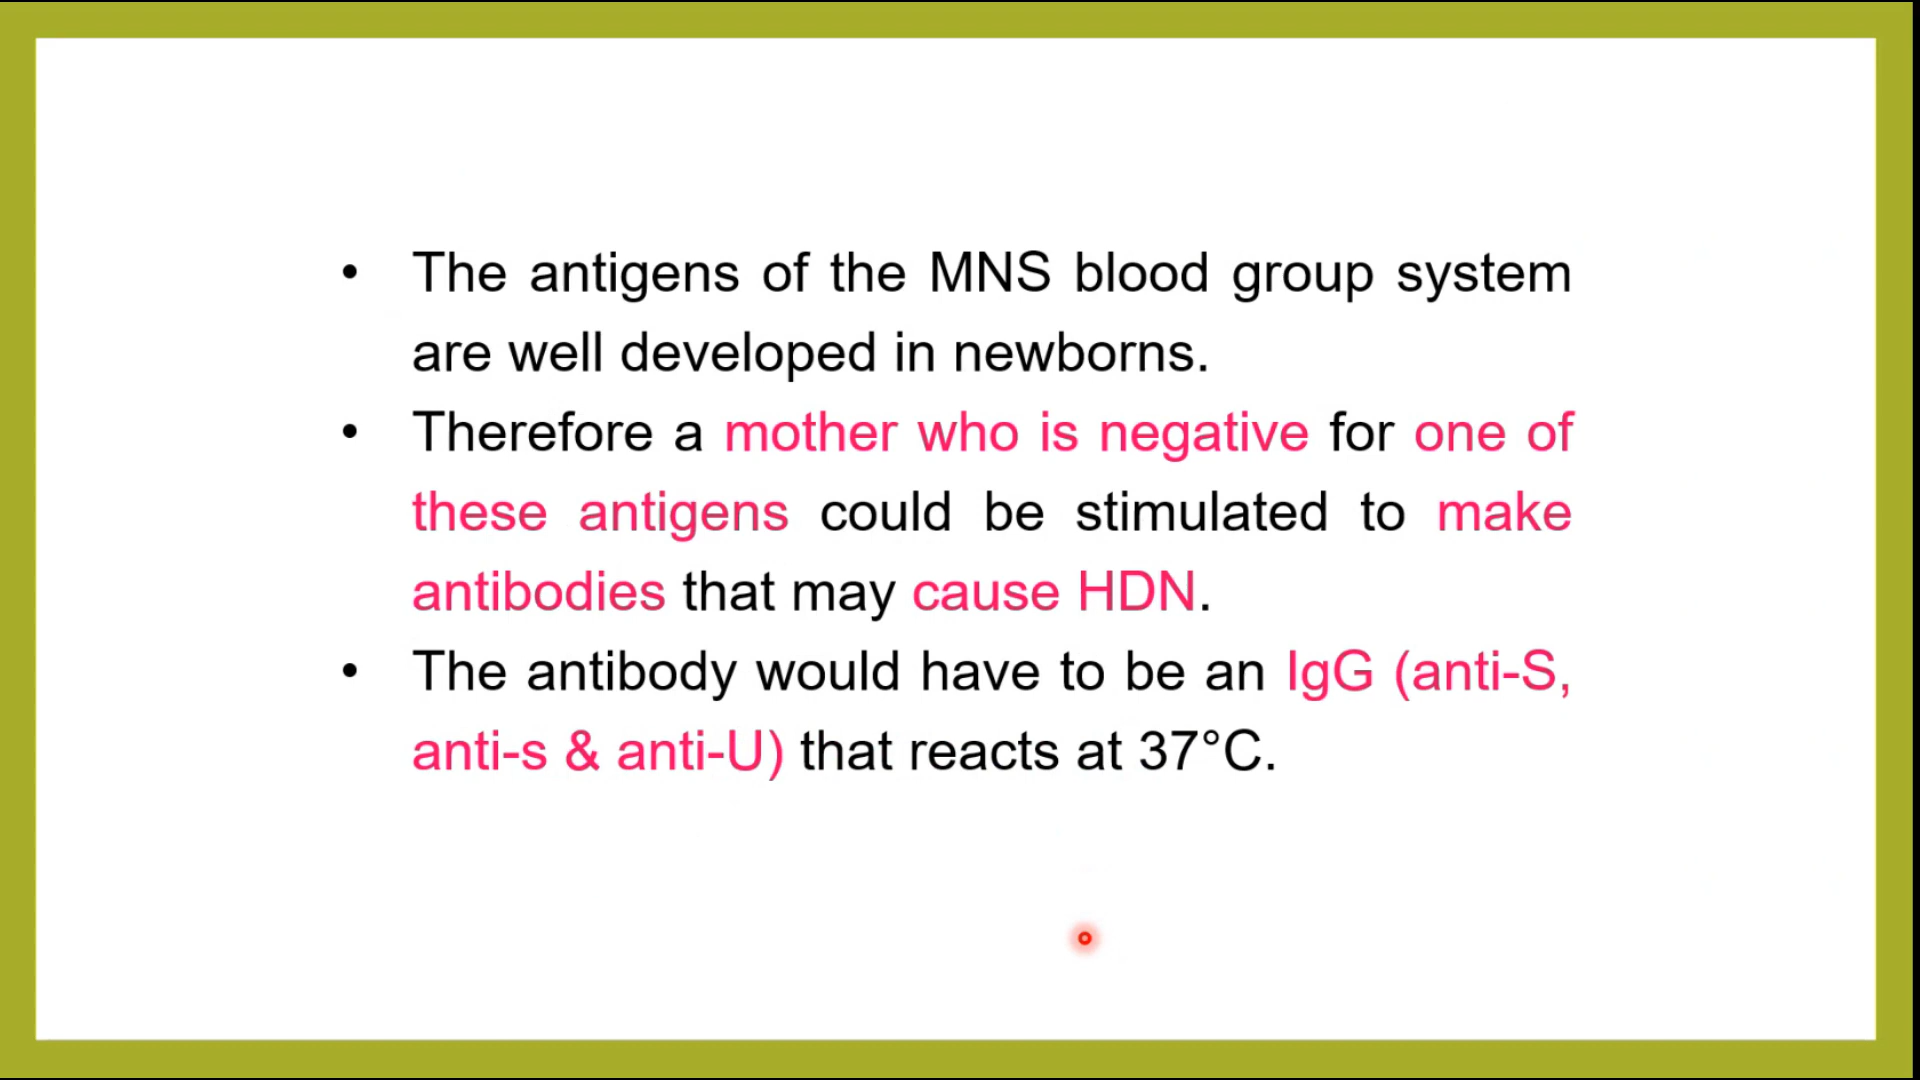 • The antigens of the MNS blood group system
are well developed in newborns.
• Therefore a mother who is negative for one of
these antigens could be stimulated to make
antibodies that may cause HDN.
• The antibody would have to be an IgG (anti-S,
anti-s & anti-U) that reacts at 37°C.